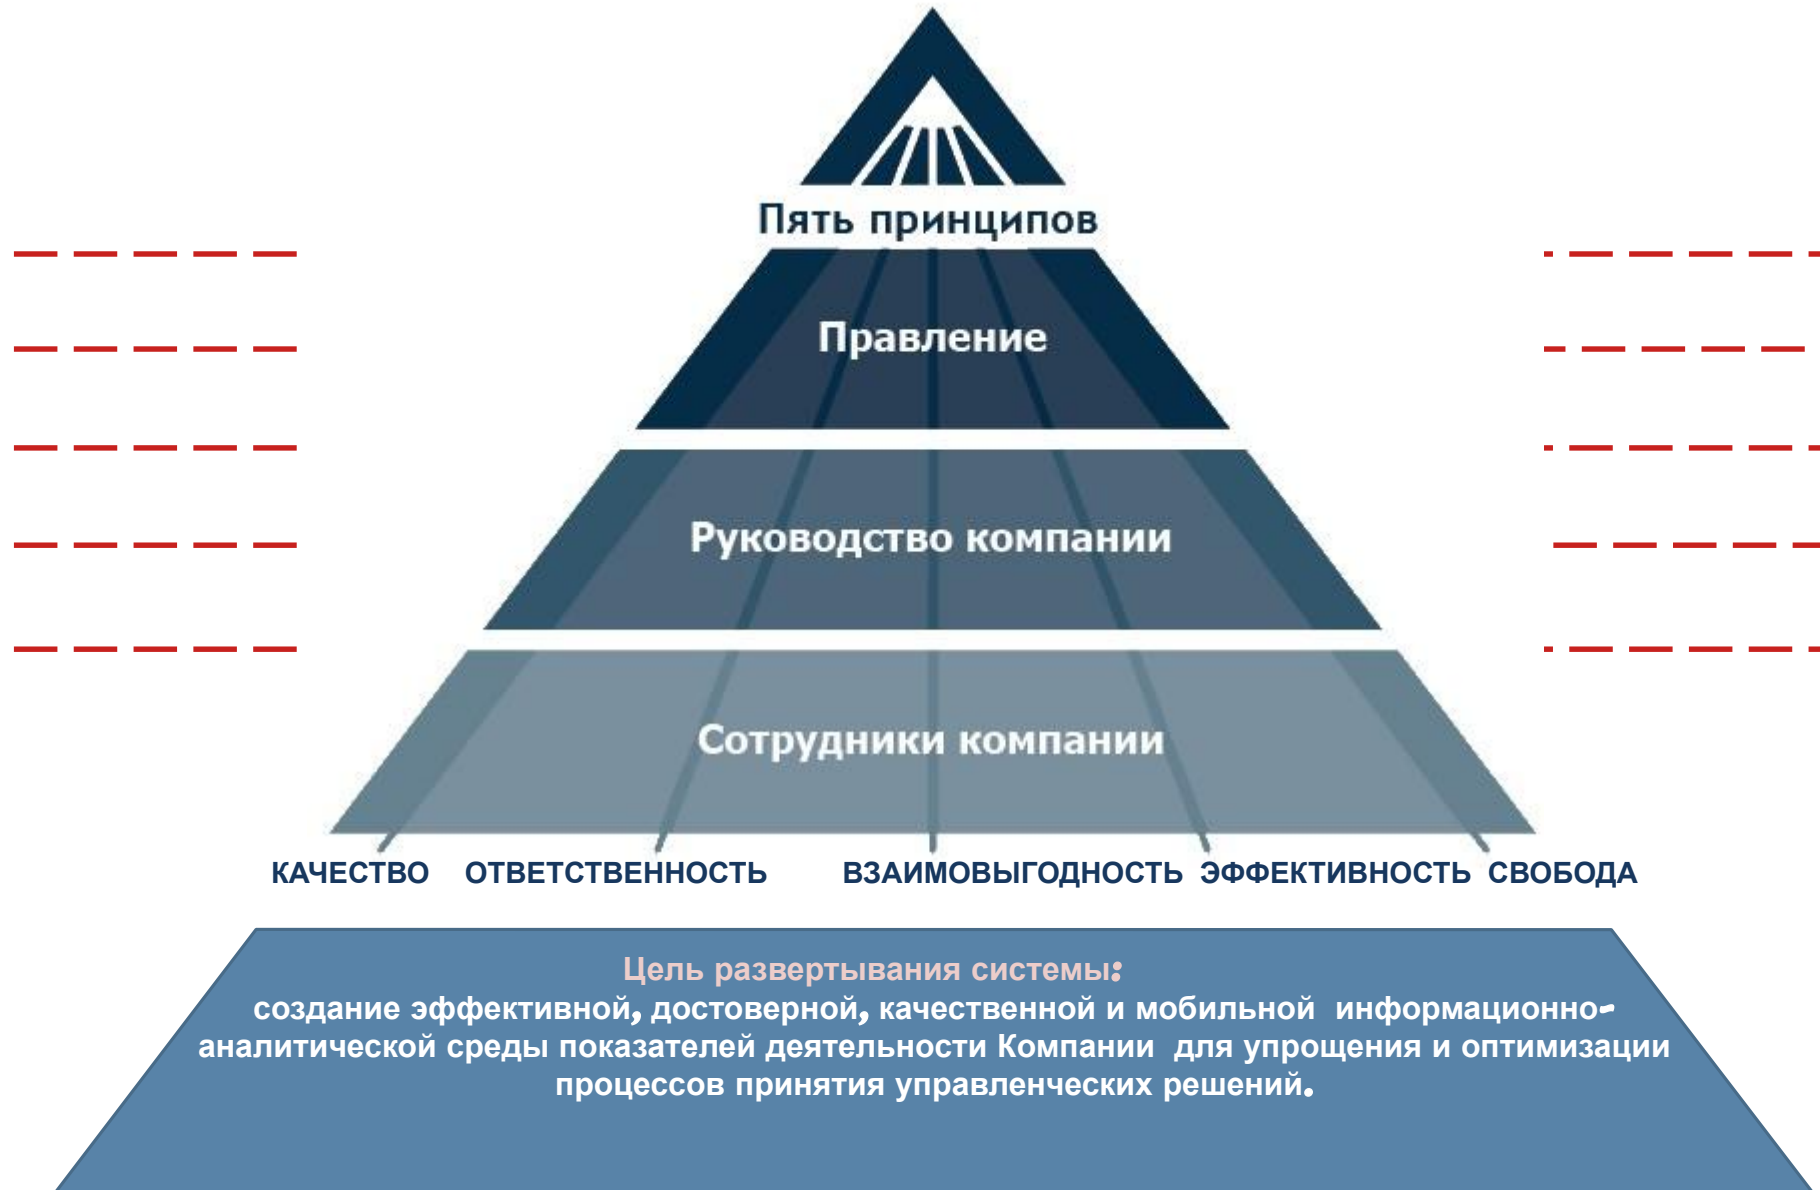 Пять принципов
Правление
Руководство компании
Сотрудники компании
КАЧЕСТВО ОТВЕТСТВЕННОСТЬ ВЗАИМОВЫГОДНОСТЬ ЭФФЕКТИВНОСТЬ СВОБОДА
Цель развертывания системы:
создание эффективной, достоверной, качественной и мобильной информационно-
аналитической среды показателей деятельности Компании для упрощения и оптимизации
процессов принятия управленческих решений.